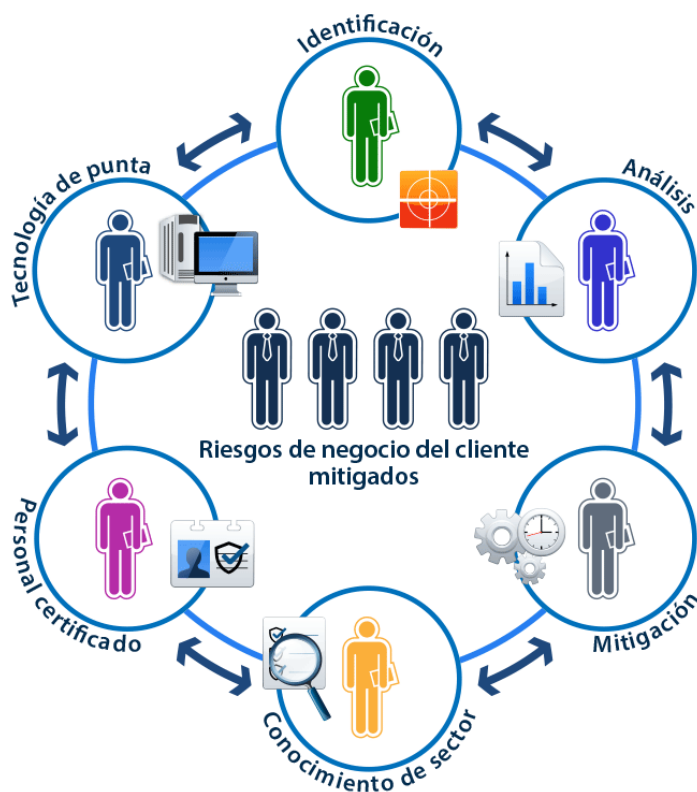 Identificación
Análisis
Mitigación
Conocimiento de sector
Personal certificado
Tecnología de punta
Riesgos de negocio del cliente
mitigados